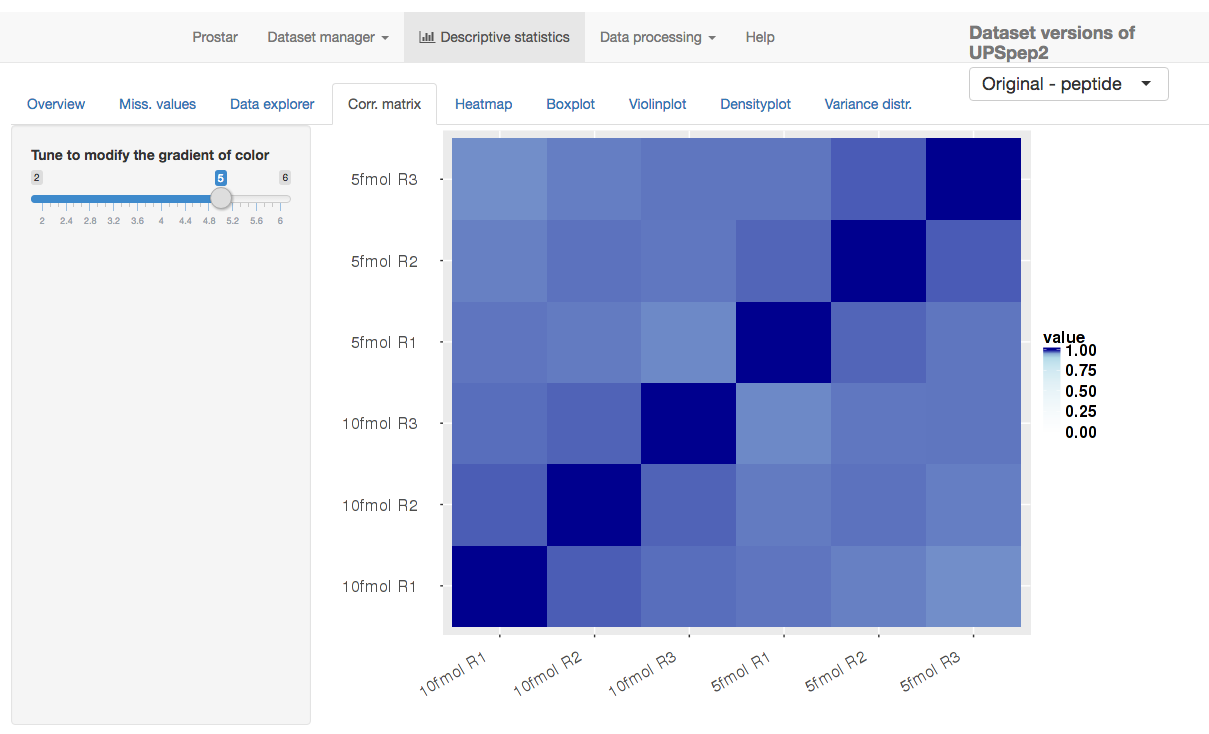 Prostar Dataset manager Descriptive statistics Data processing Help
Dataset versions of
UPSpep2
Original - peptide
Overview Miss. values Data explorer Corr. matrix Heatmap Boxplot Violinplot Densityplot Variance distr.
Tune to modify the gradient of color
2 5 6
2 2.4 2.8 3.2 3.6 4 4.4 4.8 5.2 5.6 6
5fmol R3
5fmol R2
5fmol R1
10fmol R3
10fmol R2
10fmol R1
10fmol R1 10fmol R2 10fmol R3 5fmol R1 5fmol R2 5fmol R3
value
1.00
0.75
0.50
0.25
0.00